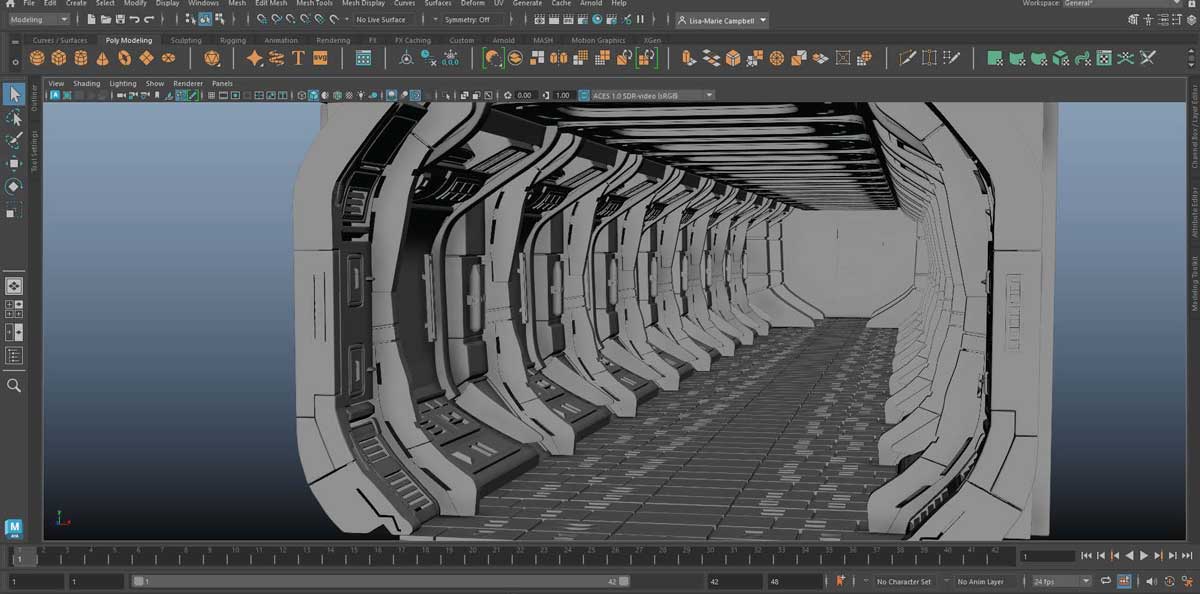 File Edit Create Select Modify Display Windows Mesh Edit Mesh Mesh Tools Mesh Display Curves Surfaces Deform UV Generate Cache Arnold Help Workspace: General*
Modeling No Live Surface Symmetry: Off Lisa-Marie Campbell
Curves / Surfaces Poly Modeling Sculpting Rigging Animation Rendering FX FX Caching Custom Arnold MASH Motion Graphics XGen
View Shading Lighting Show Renderer Panels
0.00 1.00 ACES 1.0 SDR-video (sRGB)
Outliner
Tool Settings
Channel Box / Layer Editor
Attribute Editor
Modeling Toolkit
M
1 2 3 4 5 6 7 8 9 10 11 12 13 14 15 16 17 18 19 20 21 22 23 24 25 26 27 28 29 30 31 32 33 34 35 36 37 38 39 40 41 42
1 1
1 1 1 42 42 48 No Character Set No Anim Layer 24 fps